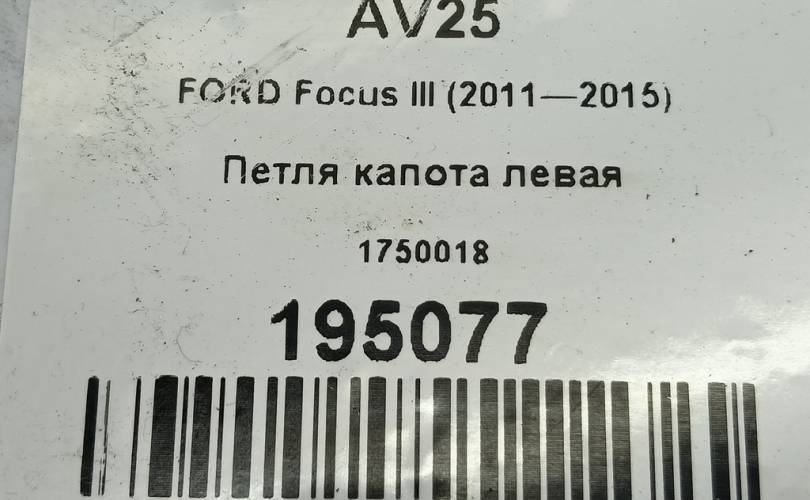 AV25
FORD Focus III (2011—2015)
Петля капота левая
1750018
195077